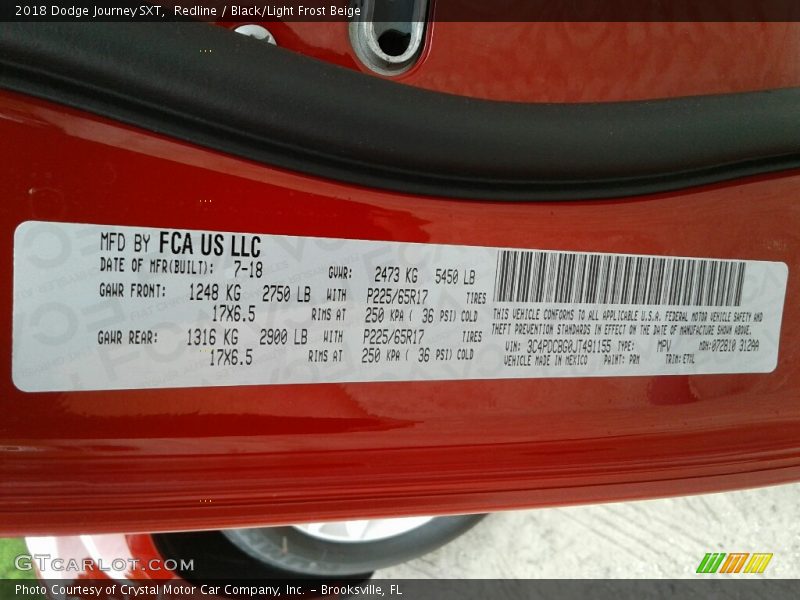 2018 Dodge Journey SXT, Redline / Black/Light Frost Beige
MFD BY FCA US LLC
DATE OF MFR(BUILT): 7-18 GVWR: 2473 KG 5450 LB
GAWR FRONT: 1248 KG 2750 LB WITH P225/65R17 TIRES
17X6.5 RIMS AT 250 KPA ( 36 PSI) COLD
GAWR REAR: 1316 KG 2900 LB WITH P225/65R17 TIRES
17X6.5 RIMS AT 250 KPA ( 36 PSI) COLD
THIS VEHICLE CONFORMS TO ALL APPLICABLE U.S.A. FEDERAL MOTOR VEHICLE SAFETY AND
THEFT PREVENTION STANDARDS IN EFFECT ON THE DATE OF MANUFACTURE SHOWN ABOVE.
VIN: 3C4PDCBG0JT491155 TYPE: MPV MDH: 072810 312AA
VEHICLE MADE IN MEXICO PAINT: PRM TRIM: E7XL
GTCARLOT.COM
Photo Courtesy of Crystal Motor Car Company, Inc. – Brooksville, FL